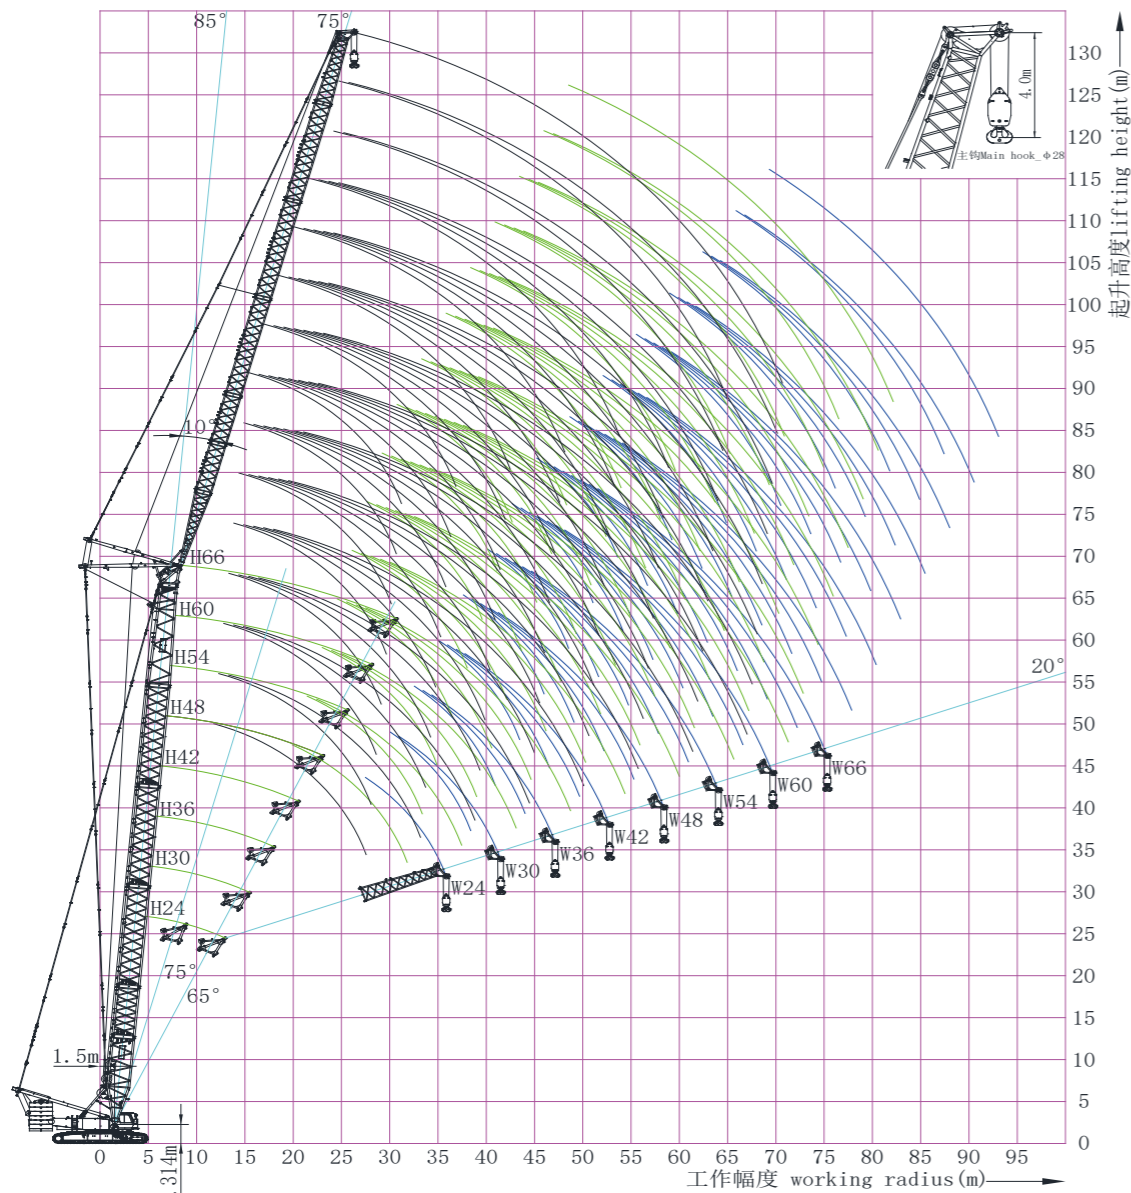 85°
75°
4.0m
主钩Main hook_φ28
起升高度lifting height(m)
130
125
120
115
110
105
100
95
90
85
80
75
70
65
60
55
50
45
40
35
30
25
20
15
10
5
0
10°
H66
H60
H54
H48
H42
H36
H30
H24
20°
W66
W60
W54
W48
W42
W36
W30
W24
75°
65°
1.5m
.314m
0 5 10 15 20 25 30 35 40 45 50 55 60 65 70 75 80 85 90 95
工作幅度 working radius(m)